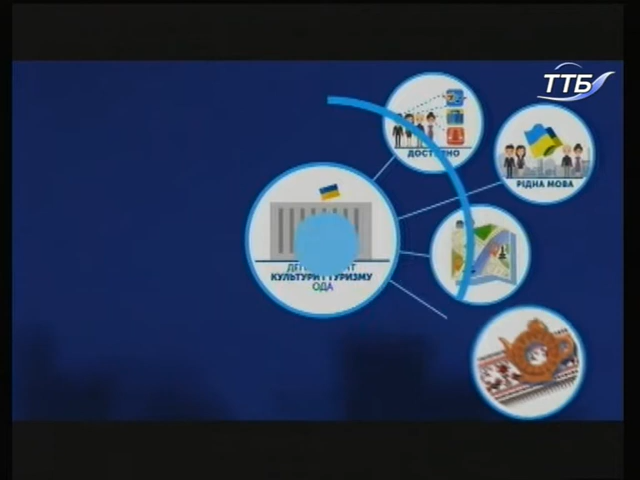 ТТБ
ДОСТУПНО
РІДНА МОВА
КУЛЬТУРИ І ТУРИЗМУ
ОДА